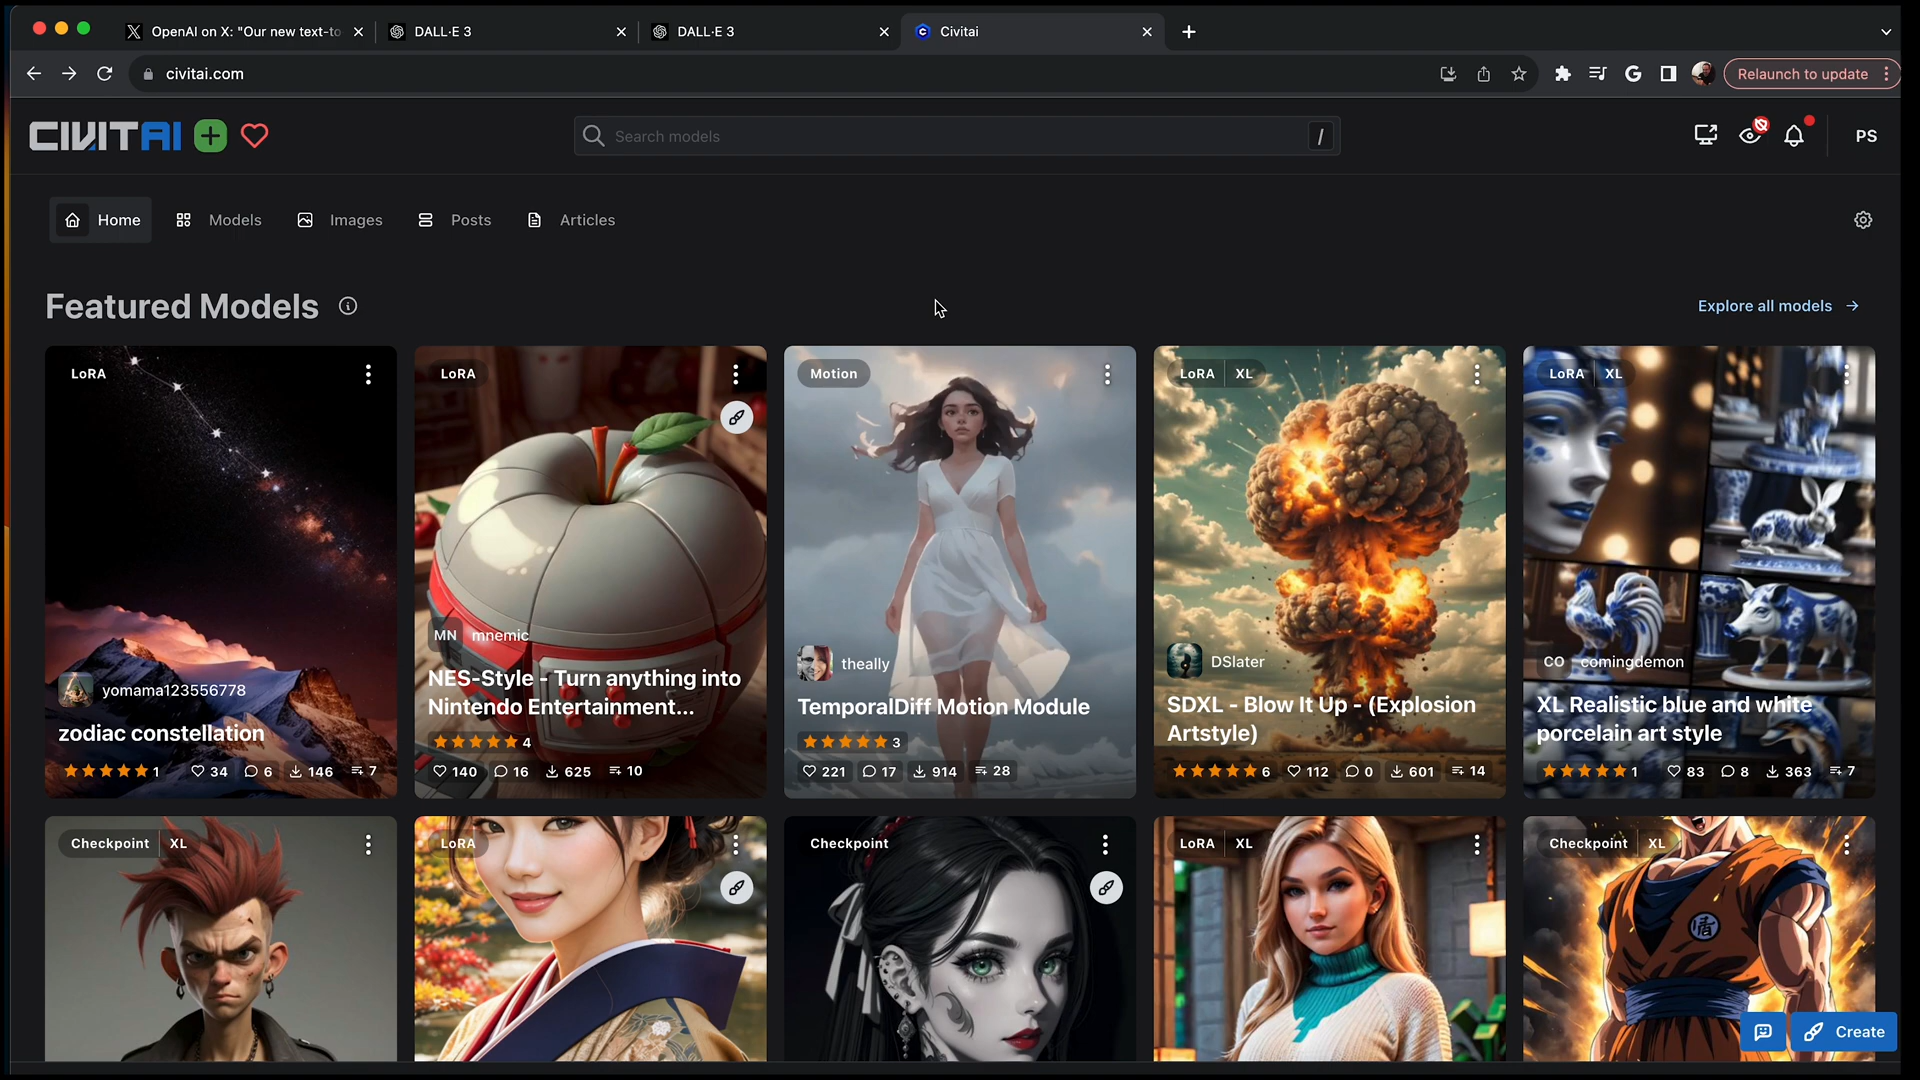 OpenAI on X: "Our new text-to
DALL·E 3
DALL·E 3
Civitai
civitai.com
Relaunch to update
CIVITAI
Search models
/
PS
Home
Models
Images
Posts
Articles
Featured Models
Explore all models
LoRA
yomama123556778
zodiac constellation
1 34 6 146 7
LoRA
MN mnemic
NES-Style - Turn anything into
Nintendo Entertainment...
4
140 16 625 10
Motion
theally
TemporalDiff Motion Module
3
221 17 914 28
LoRA XL
DSlater
SDXL - Blow It Up - (Explosion
Artstyle)
6 112 0 601 14
LoRA XL
CO comingdemon
XL Realistic blue and white
porcelain art style
1 83 8 363 7
Checkpoint XL
LoRA
Checkpoint
LoRA XL
Checkpoint XL
Create